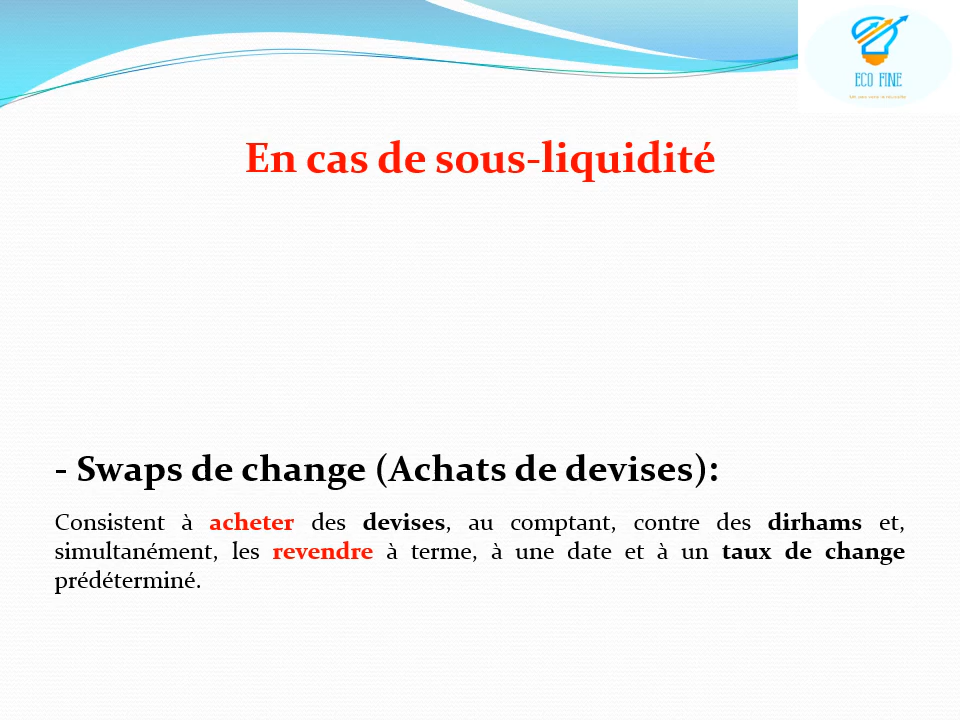 ECO FINE
En cas de sous-liquidité
- Swaps de change (Achats de devises):
Consistent à acheter des devises, au comptant, contre des dirhams et,
simultanément, les revendre à terme, à une date et à un taux de change
prédéterminé.